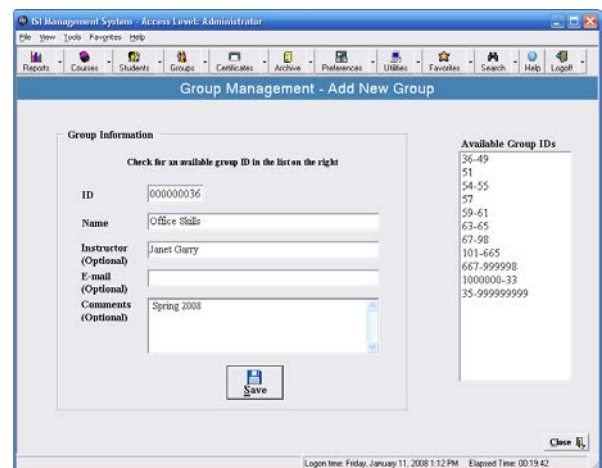 ISI Management System - Access Level: Administrator
File View Tools Favorites Help
Reports Courses Students Groups Certificates Archive Preferences Utilities Favorites Search Help Logoff
Group Management - Add New Group
Group Information
Check for an available group ID in the list on the right
ID 000000036
Name Office Skills
Instructor (Optional) Janet Garry
E-mail (Optional)
Comments (Optional) Spring 2008
Save
Available Group IDs
36-49
51
54-55
57
59-61
63-65
67-98
101-665
667-999998
1000000-33
35-999999999
Close
Logon time: Friday, January 11, 2008 1:12 PM Elapsed Time: 00:19:42